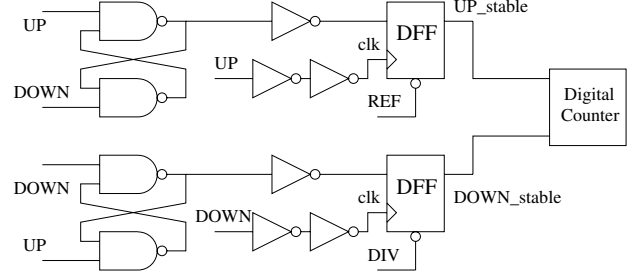 UP
DOWN
UP
clk
DFF
REF
UP_stable
Digital
Counter
DOWN
UP
DOWN
clk
DFF
DIV
DOWN_stable